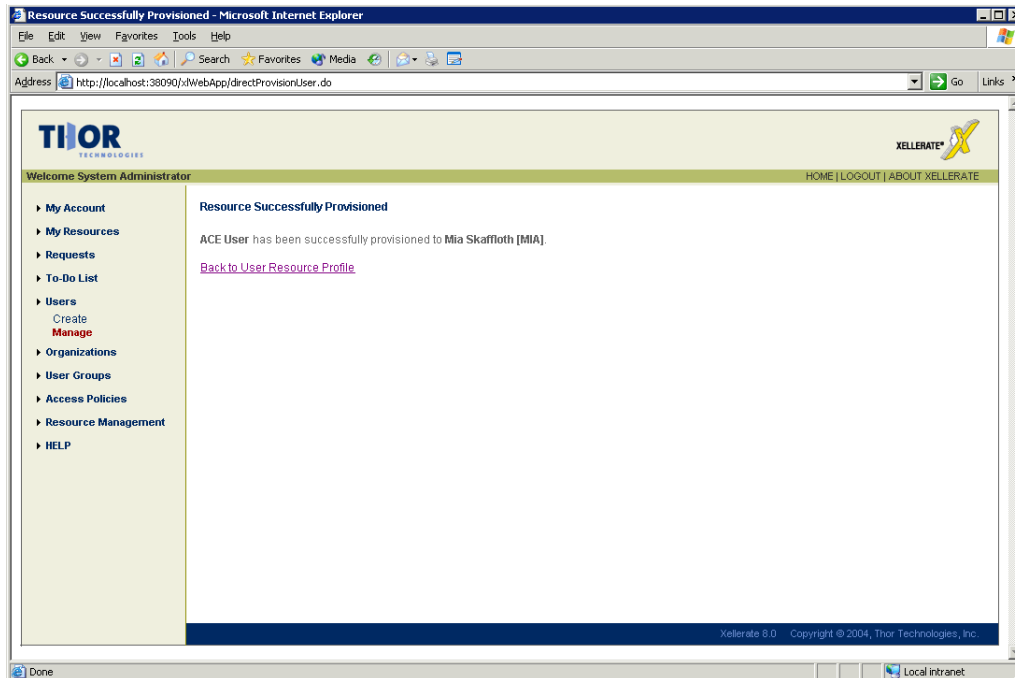 Resource Successfully Provisioned - Microsoft Internet Explorer
File Edit View Favorites Tools Help
Back Search Favorites Media
Address http://localhost:38090/xlWebApp/directProvisionUser.do Go Links
THOR
TECHNOLOGIES
XELLERATE
Welcome System Administrator HOME | LOGOUT | ABOUT XELLERATE
My Account
My Resources
Requests
To-Do List
Users
Create
Manage
Organizations
User Groups
Access Policies
Resource Management
HELP
Resource Successfully Provisioned
ACE User has been successfully provisioned to Mia Skaffloth [MIA].
Back to User Resource Profile
Xellerate 8.0 Copyright © 2004, Thor Technologies, Inc.
Done Local intranet